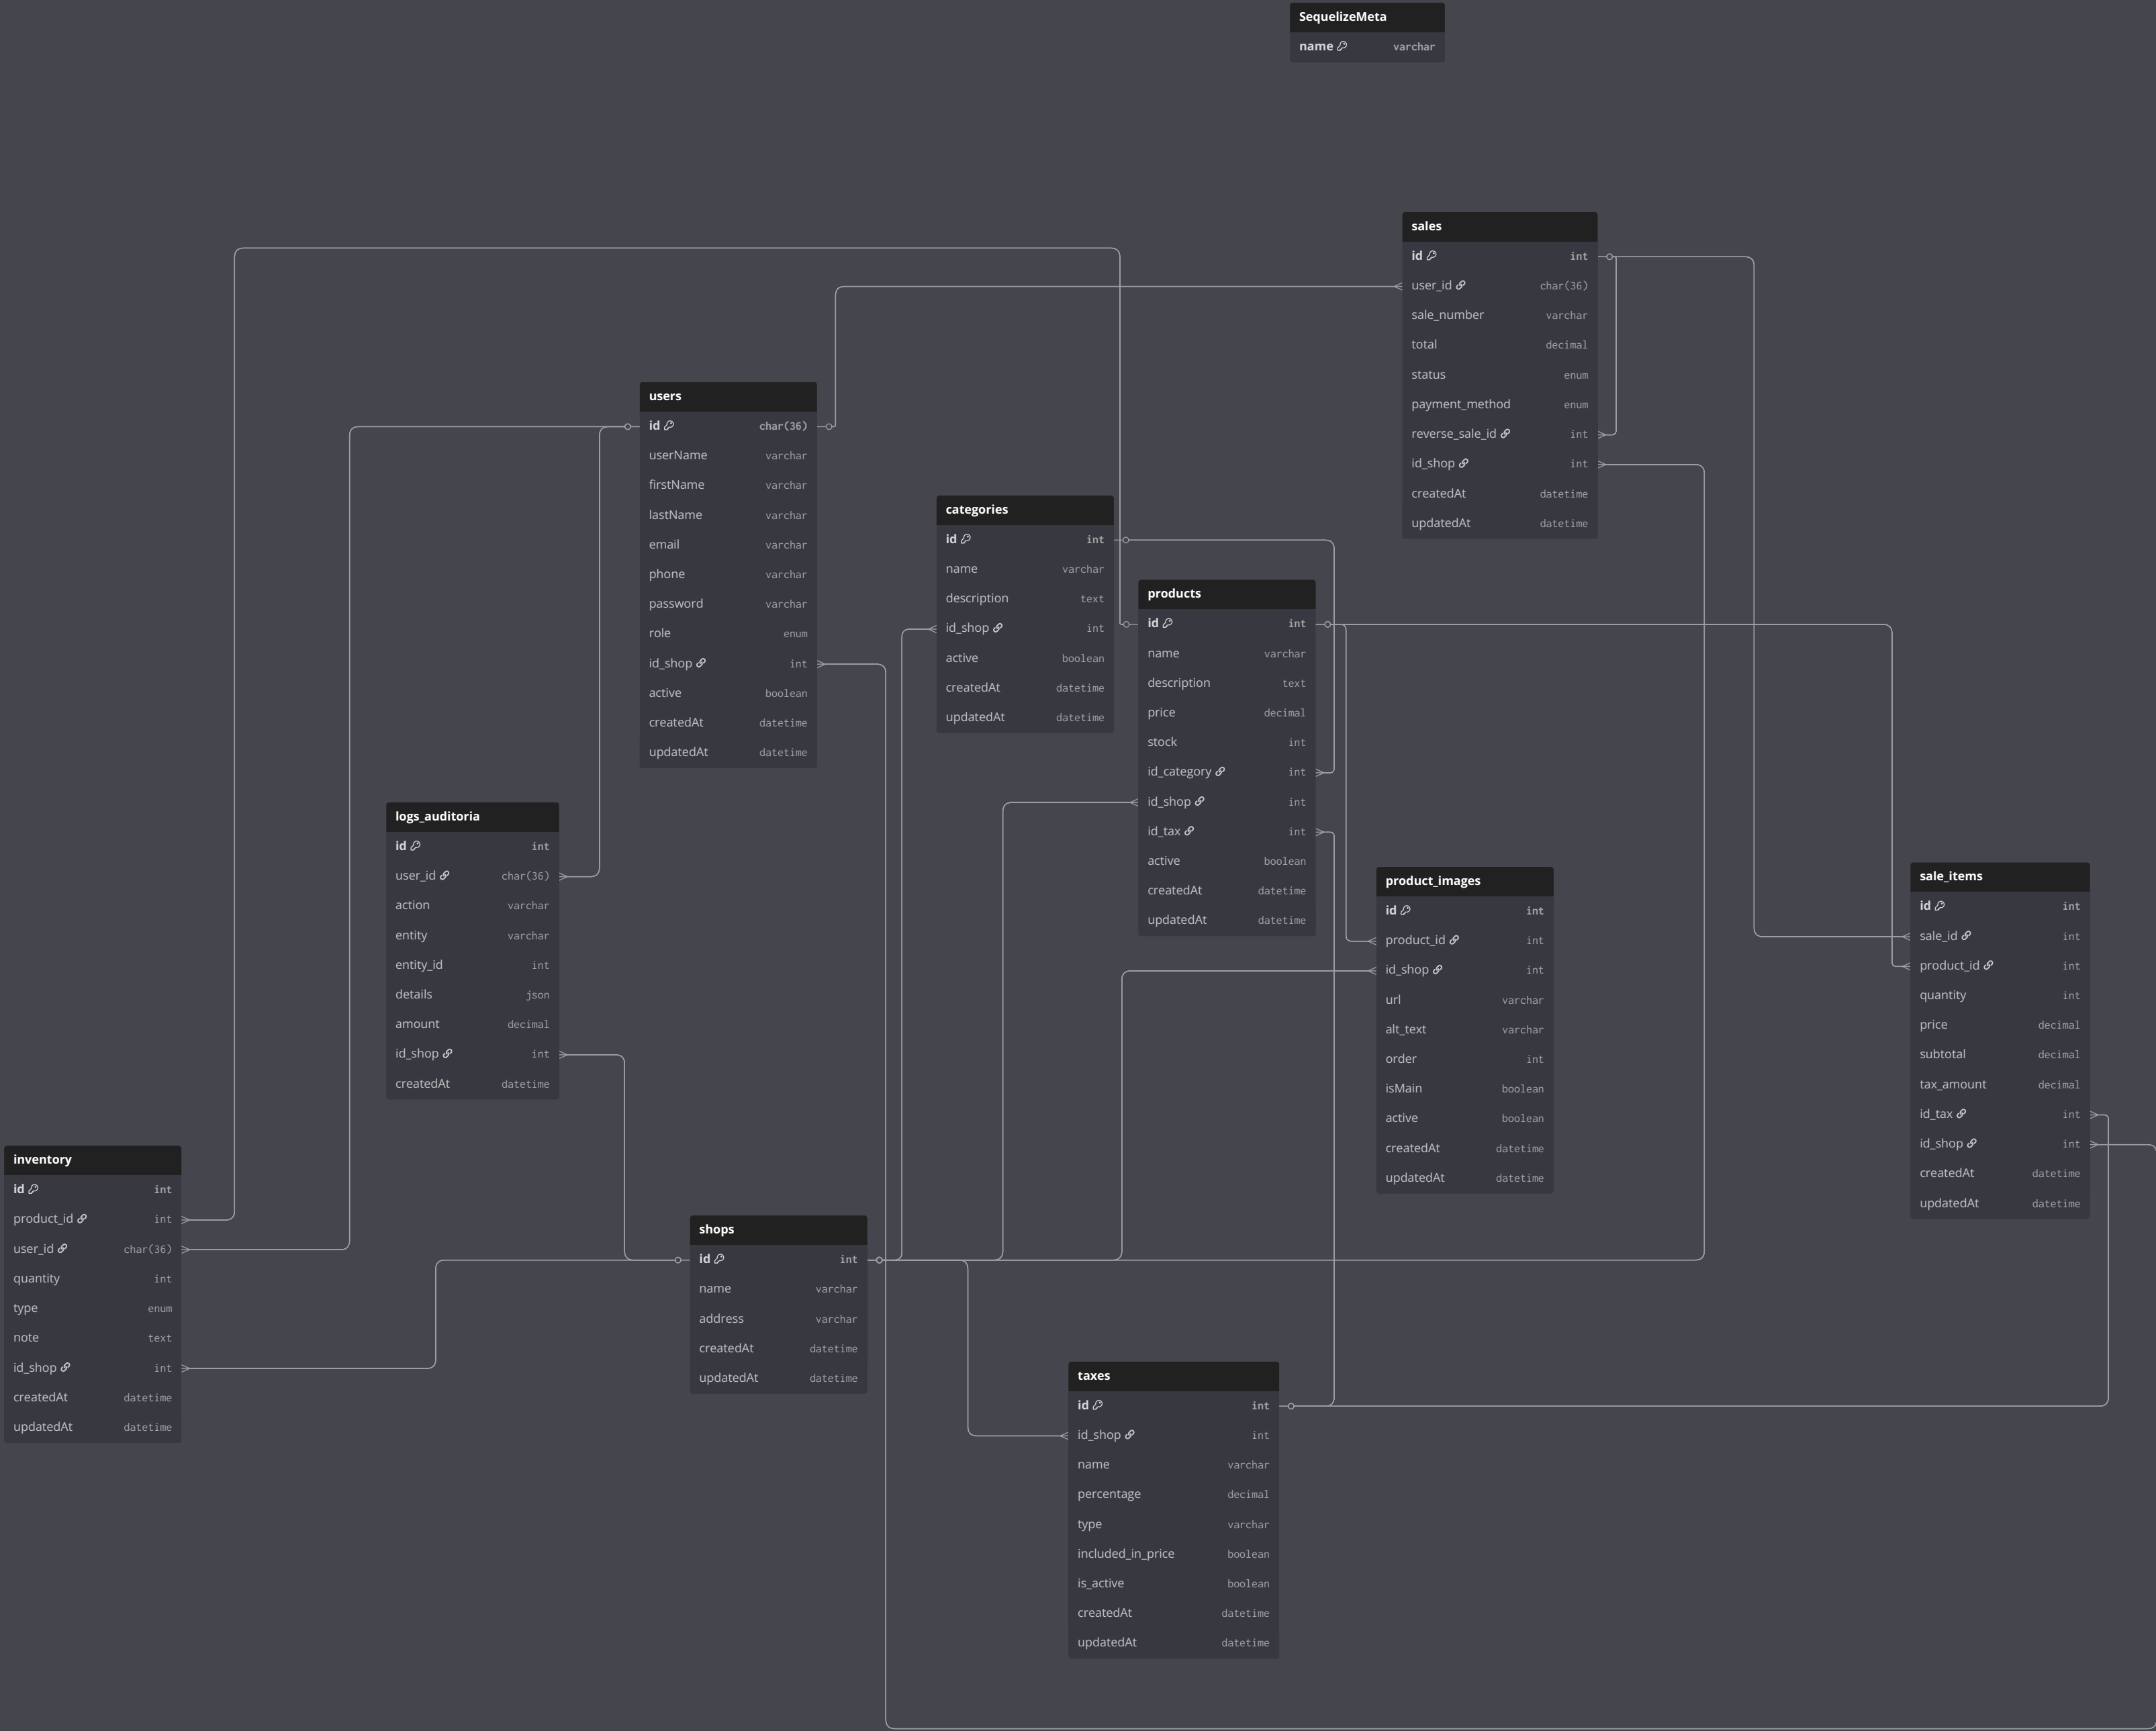 SequelizeMeta
name varchar
sales
id int
user_id char(36)
sale_number varchar
total decimal
status enum
payment_method enum
reverse_sale_id int
id_shop int
createdAt datetime
updatedAt datetime
users
id char(36)
userName varchar
firstName varchar
lastName varchar
email varchar
phone varchar
password varchar
role enum
id_shop int
active boolean
createdAt datetime
updatedAt datetime
categories
id int
name varchar
description text
id_shop int
active boolean
createdAt datetime
updatedAt datetime
products
id int
name varchar
description text
price decimal
stock int
id_category int
id_shop int
id_tax int
active boolean
createdAt datetime
updatedAt datetime
logs_auditoria
id int
user_id char(36)
action varchar
entity varchar
entity_id int
details json
amount decimal
id_shop int
createdAt datetime
product_images
id int
product_id int
id_shop int
url varchar
alt_text varchar
order int
isMain boolean
active boolean
createdAt datetime
updatedAt datetime
sale_items
id int
sale_id int
product_id int
quantity int
price decimal
subtotal decimal
tax_amount decimal
id_tax int
id_shop int
createdAt datetime
updatedAt datetime
inventory
id int
product_id int
user_id char(36)
quantity int
type enum
note text
id_shop int
createdAt datetime
updatedAt datetime
shops
id int
name varchar
address varchar
createdAt datetime
updatedAt datetime
taxes
id int
id_shop int
name varchar
percentage decimal
type varchar
included_in_price boolean
is_active boolean
createdAt datetime
updatedAt datetime